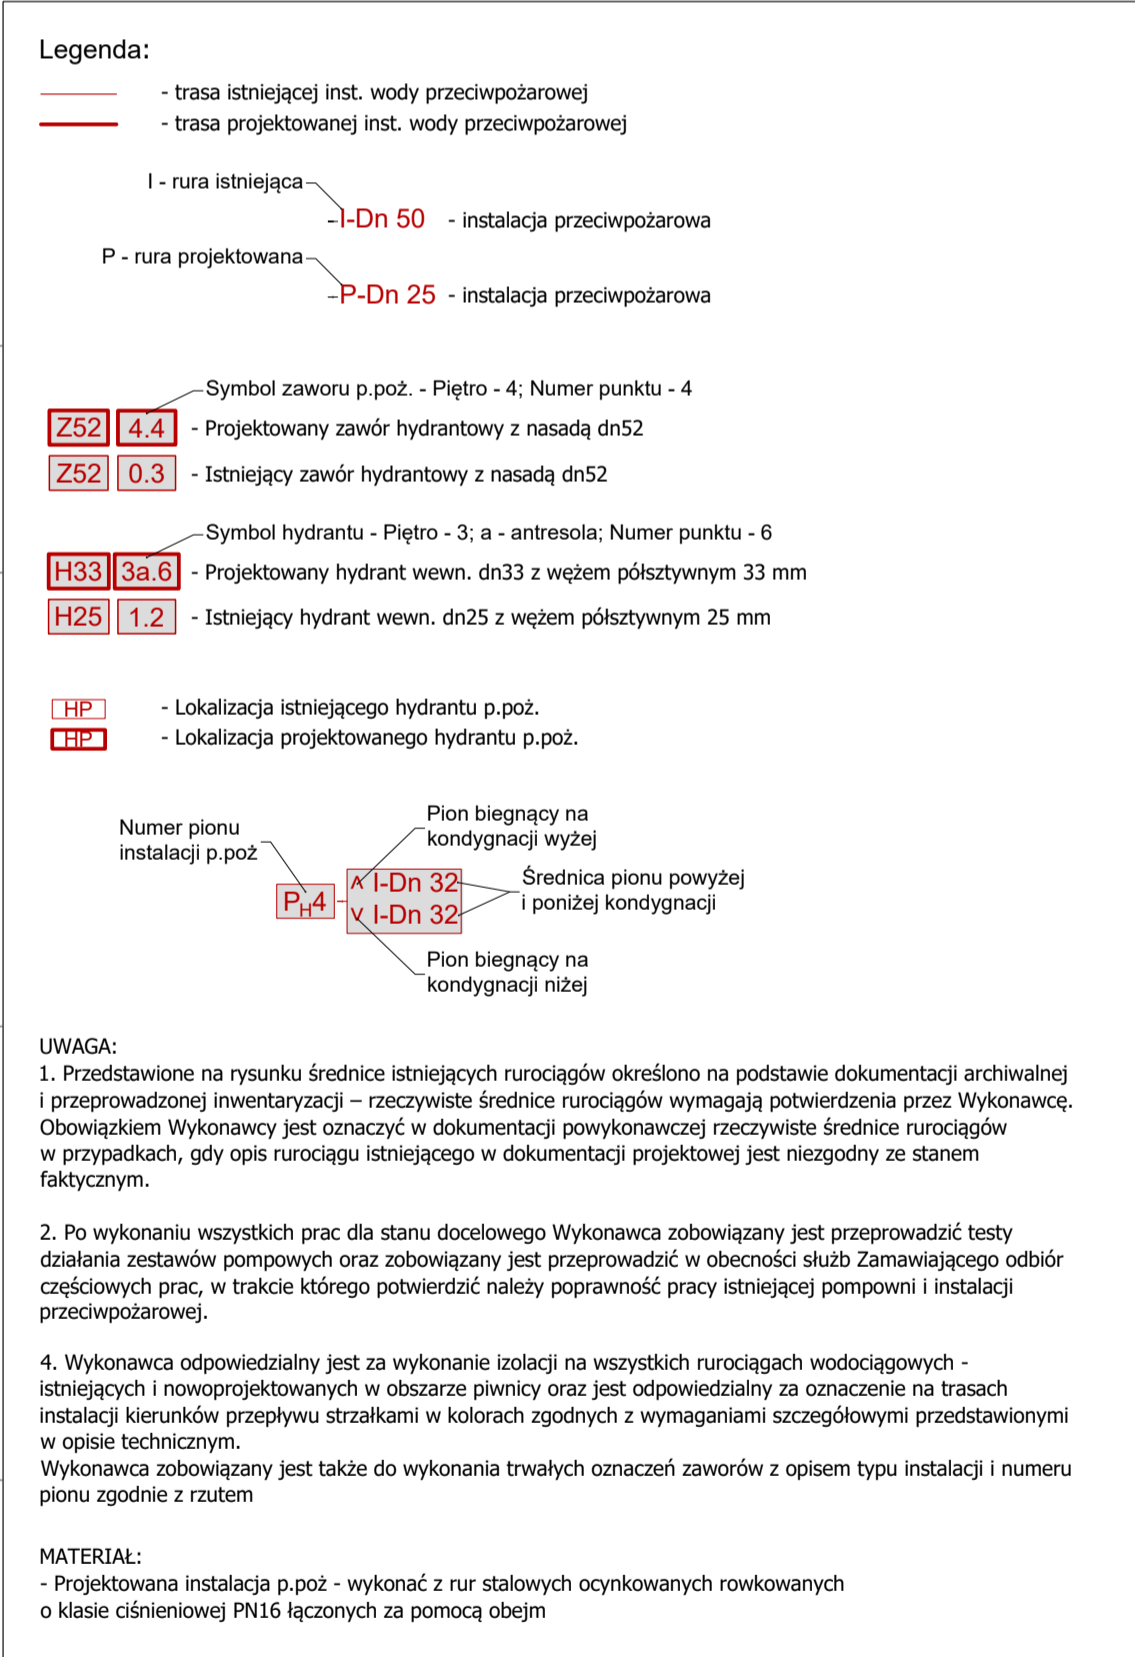 Legenda:
- trasa istniejącej inst. wody przeciwpożarowej
- trasa projektowanej inst. wody przeciwpożarowej
I - rura istniejąca
I-Dn 50 - instalacja przeciwpożarowa
P - rura projektowana
P-Dn 25 - instalacja przeciwpożarowa
Symbol zaworu p.poż. - Piętro - 4; Numer punktu - 4
Z52 4.4 - Projektowany zawór hydrantowy z nasadą dn52
Z52 0.3 - Istniejący zawór hydrantowy z nasadą dn52
Symbol hydrantu - Piętro - 3; a - antresola; Numer punktu - 6
H33 3a.6 - Projektowany hydrant wewn. dn33 z wężem półsztywnym 33 mm
H25 1.2 - Istniejący hydrant wewn. dn25 z wężem półsztywnym 25 mm
HP - Lokalizacja istniejącego hydrantu p.poż.
HP - Lokalizacja projektowanego hydrantu p.poż.
Numer pionu
instalacji p.poż
Pion biegnący na
kondygnacji wyżej
PH4
^ I-Dn 32
v I-Dn 32
Średnica pionu powyżej
i poniżej kondygnacji
Pion biegnący na
kondygnacji niżej
UWAGA:
1. Przedstawione na rysunku średnice istniejących rurociągów określono na podstawie dokumentacji archiwalnej
i przeprowadzonej inwentaryzacji – rzeczywiste średnice rurociągów wymagają potwierdzenia przez Wykonawcę.
Obowiązkiem Wykonawcy jest oznaczyć w dokumentacji powykonawczej rzeczywiste średnice rurociągów
w przypadkach, gdy opis rurociągu istniejącego w dokumentacji projektowej jest niezgodny ze stanem
faktycznym.
2. Po wykonaniu wszystkich prac dla stanu docelowego Wykonawca zobowiązany jest przeprowadzić testy
działania zestawów pompowych oraz zobowiązany jest przeprowadzić w obecności służb Zamawiającego odbiór
częściowych prac, w trakcie którego potwierdzić należy poprawność pracy istniejącej pompowni i instalacji
przeciwpożarowej.
4. Wykonawca odpowiedzialny jest za wykonanie izolacji na wszystkich rurociągach wodociągowych -
istniejących i nowoprojektowanych w obszarze piwnicy oraz jest odpowiedzialny za oznaczenie na trasach
instalacji kierunków przepływu strzałkami w kolorach zgodnych z wymaganiami szczegółowymi przedstawionymi
w opisie technicznym.
Wykonawca zobowiązany jest także do wykonania trwałych oznaczeń zaworów z opisem typu instalacji i numeru
pionu zgodnie z rzutem
MATERIAŁ:
- Projektowana instalacja p.poż - wykonać z rur stalowych ocynkowanych rowkowanych
o klasie ciśnieniowej PN16 łączonych za pomocą obejm